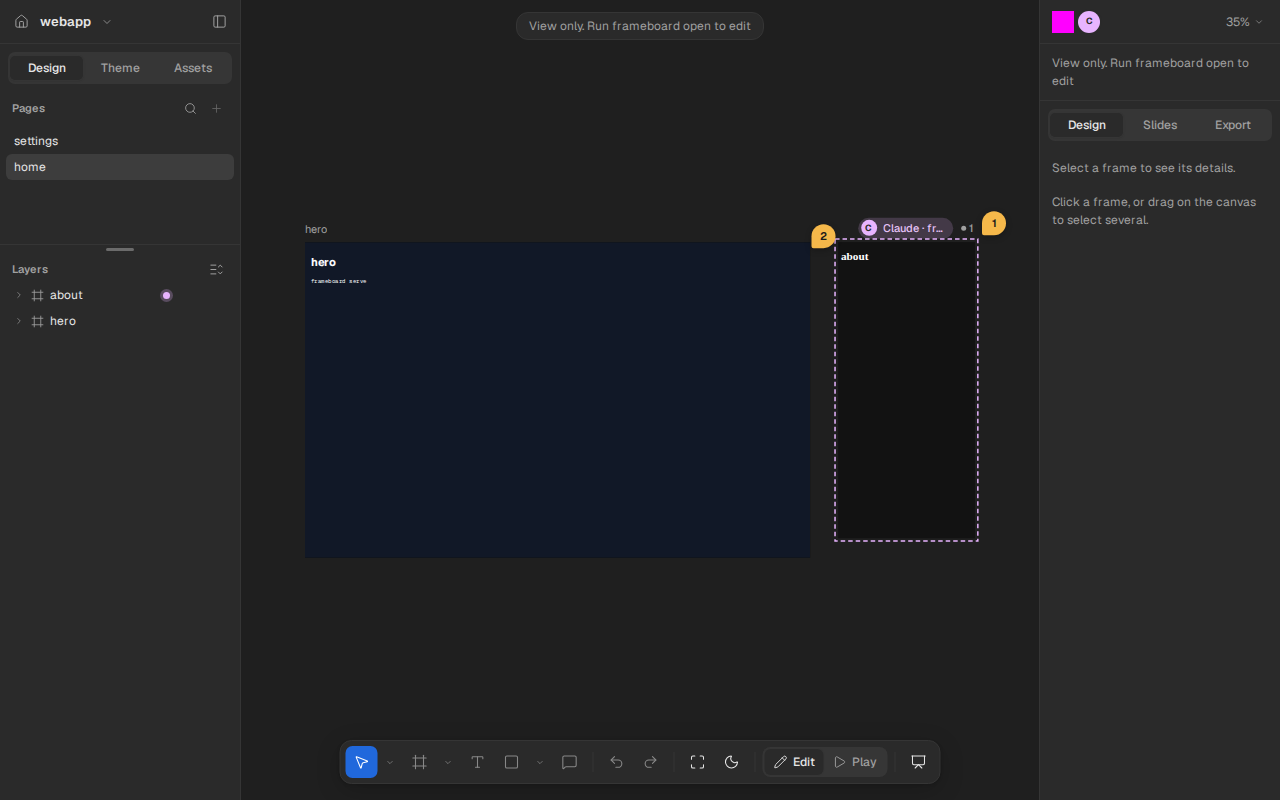 webapp
Design
Theme
Assets
Pages
settings
home
Layers
about
hero
View only. Run frameboard open to edit
hero
hero
frameboard serve
2
C
Claude · fr…
1
1
about
Edit
Play
C
35%
View only. Run frameboard open to
edit
Design
Slides
Export
Select a frame to see its details.
Click a frame, or drag on the canvas
to select several.